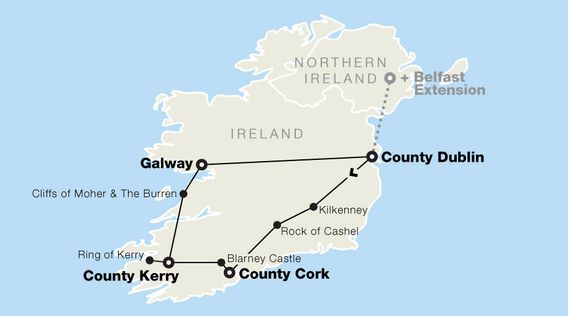 NORTHERN
IRELAND
+ Belfast
Extension
IRELAND
County Dublin
Galway
Cliffs of Moher & The Burren
Kilkenney
Rock of Cashel
Ring of Kerry
Blarney Castle
County Kerry
County Cork